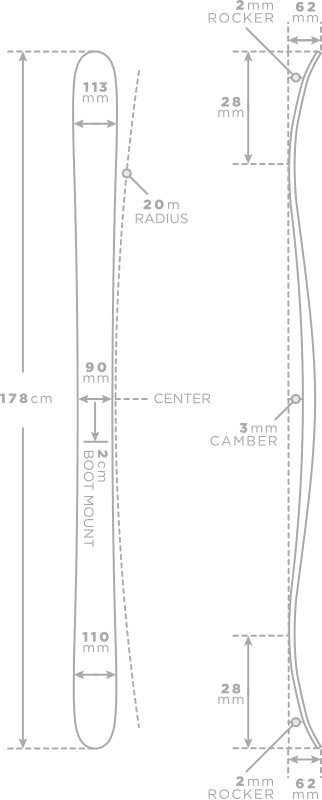 2mm
ROCKER
62
mm
113
mm
28
mm
20m
RADIUS
90
mm
178cm
CENTER
2cm
BOOT MOUNT
3mm
CAMBER
110
mm
28
mm
2mm
ROCKER
62
mm